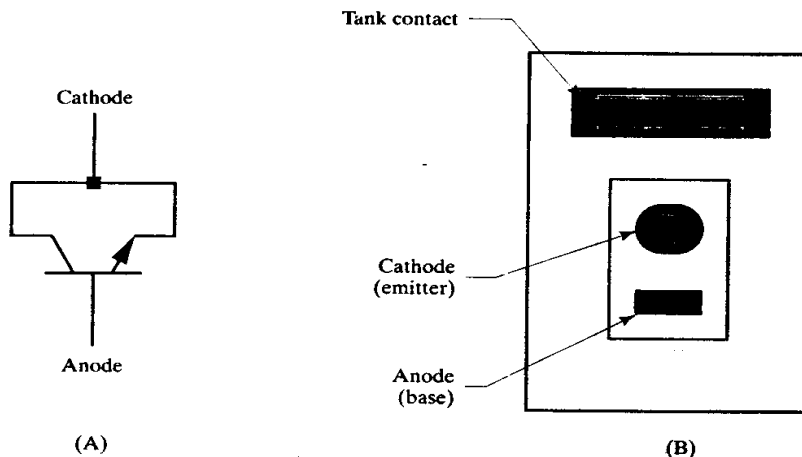 Tank contact
Cathode
Cathode
(emitter)
Anode
Anode
(base)
(A)
(B)